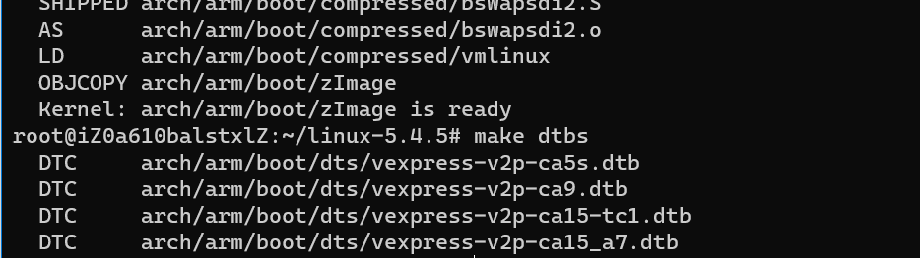 SHIPPED arch/arm/boot/compressed/bswapsdi2.S
AS      arch/arm/boot/compressed/bswapsdi2.o
LD      arch/arm/boot/compressed/vmlinux
OBJCOPY arch/arm/boot/zImage
Kernel: arch/arm/boot/zImage is ready
root@iZ0a610balstxlZ:~/linux-5.4.5# make dtbs
DTC     arch/arm/boot/dts/vexpress-v2p-ca5s.dtb
DTC     arch/arm/boot/dts/vexpress-v2p-ca9.dtb
DTC     arch/arm/boot/dts/vexpress-v2p-ca15-tc1.dtb
DTC     arch/arm/boot/dts/vexpress-v2p-ca15_a7.dtb